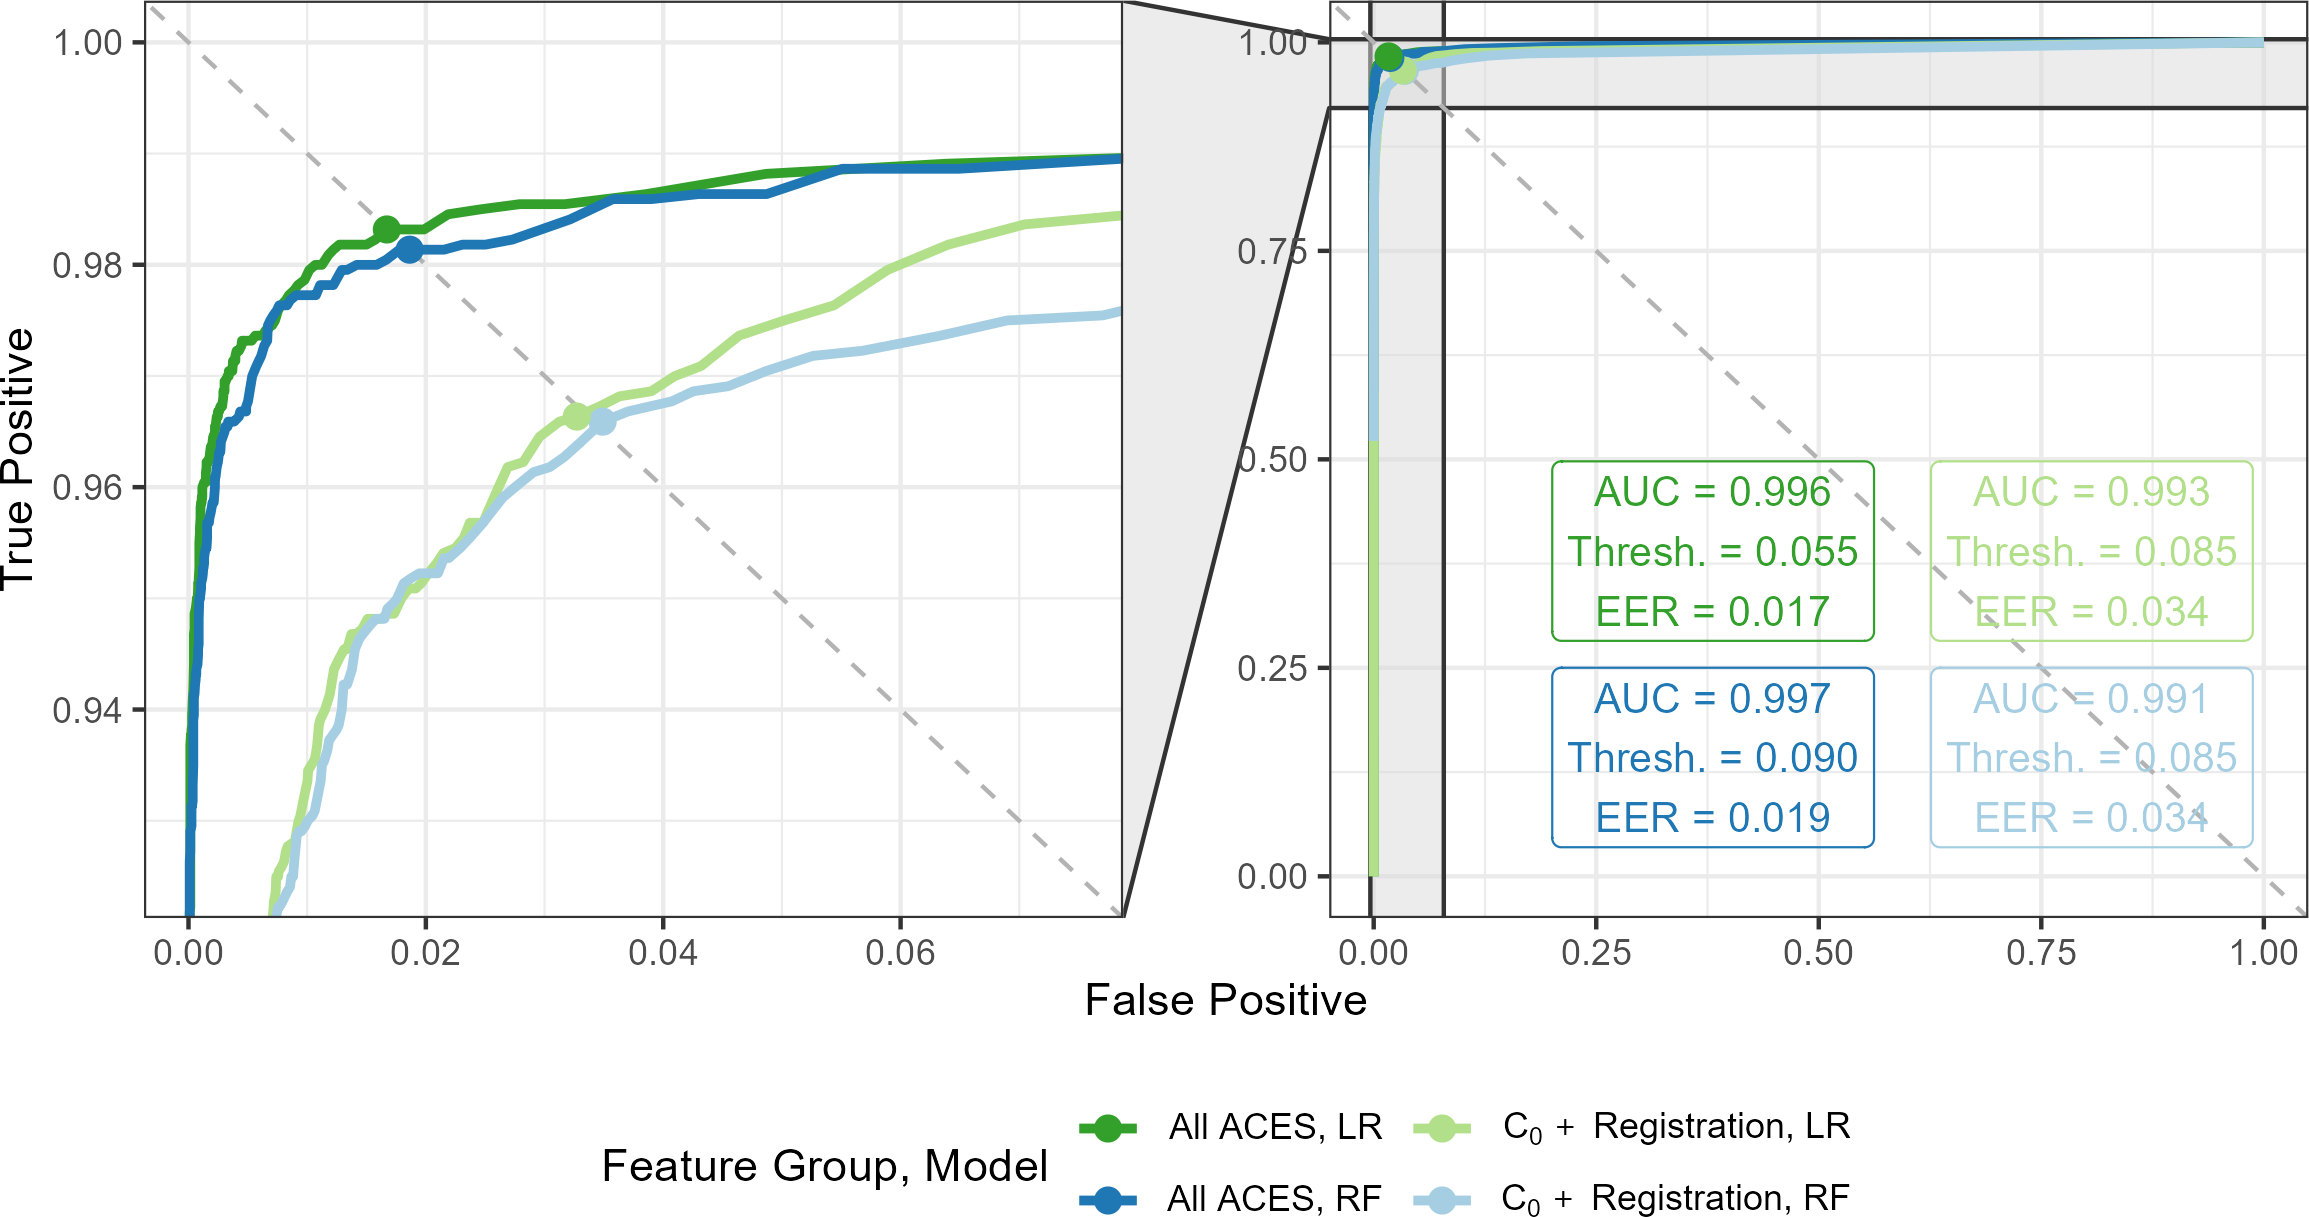 True Positive
1.00
0.98
0.96
0.94
0.00
0.02
0.04
0.06
1.00
0.75
0.50
0.25
0.00
0.00
0.25
0.50
0.75
1.00
AUC = 0.996
Thresh. = 0.055
EER = 0.017
AUC = 0.993
Thresh. = 0.085
EER = 0.034
AUC = 0.997
Thresh. = 0.090
EER = 0.019
AUC = 0.991
Thresh. = 0.085
EER = 0.034
False Positive
Feature Group, Model
All ACES, LR
C₀ + Registration, LR
All ACES, RF
C₀ + Registration, RF